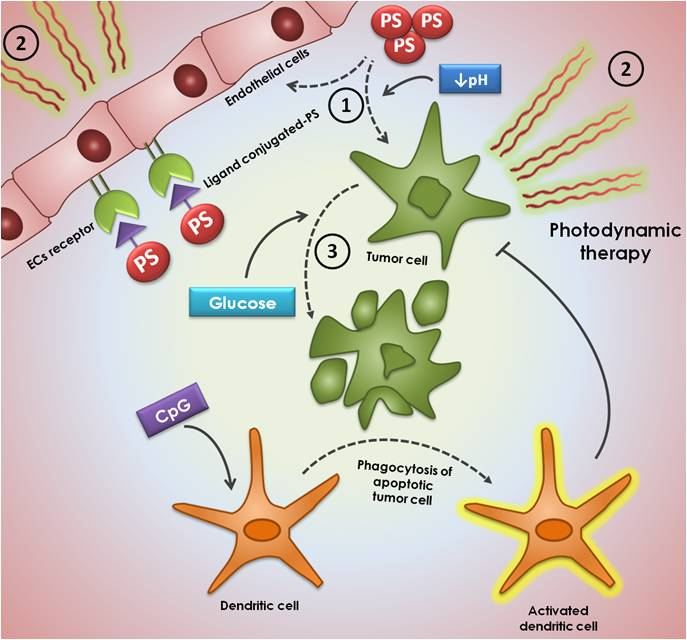 2
PS PS
PS
Endothelial cells
↓pH
1
2
Ligand conjugated-PS
PS
PS
ECs receptor
Photodynamic
therapy
Tumor cell
3
Glucose
CpG
Phagocytosis of
apoptotic
tumor cell
Dendritic cell
Activated
dendritic cell